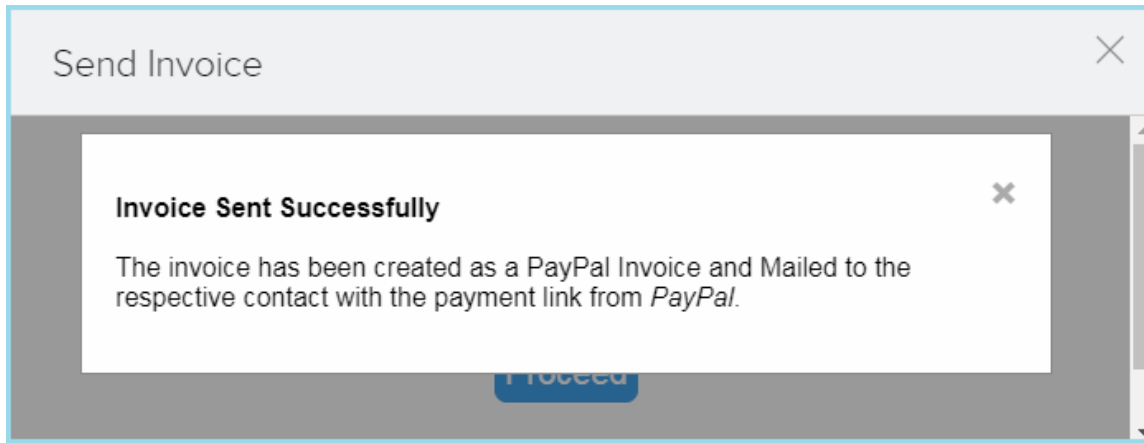 Send Invoice
Invoice Sent Successfully
The invoice has been created as a PayPal Invoice and Mailed to the
respective contact with the payment link from PayPal.
Proceed